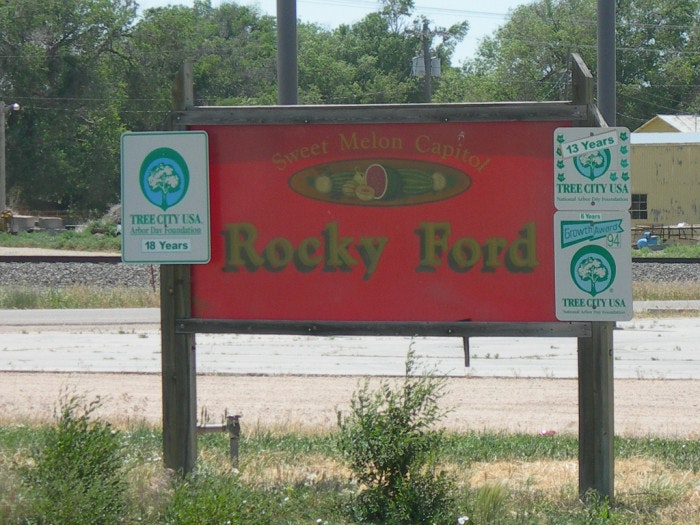 Sweet Melon Capitol
Rocky Ford
TREE CITY USA
Arbor Day Foundation
18 Years
13 Years
TREE CITY USA
National Arbor Day Foundation
6 Years
Growth Award
94
TREE CITY USA
National Arbor Day Foundation